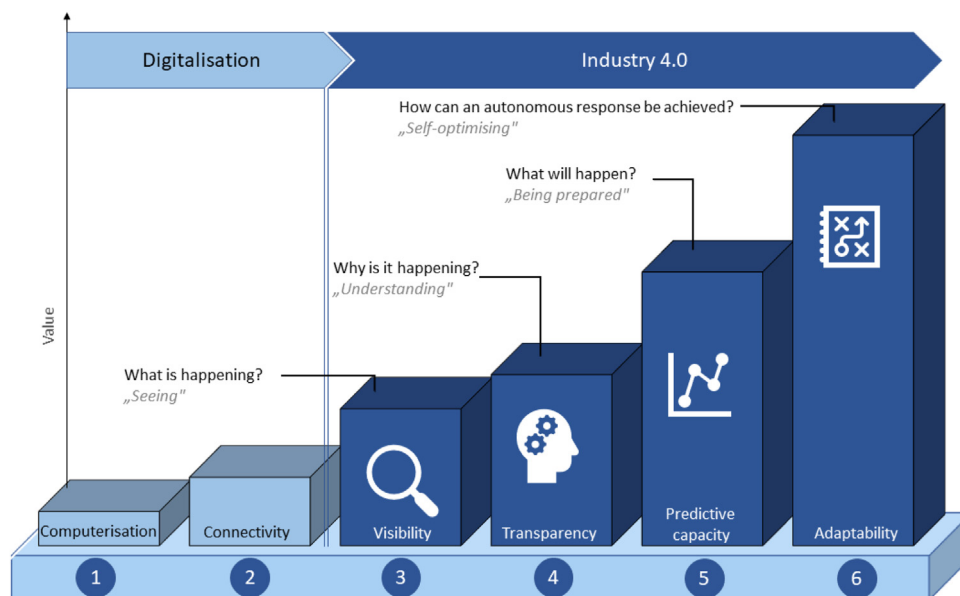 Digitalisation
Industry 4.0
How can an autonomous response be achieved?
„Self-optimising"
What will happen?
„Being prepared"
Why is it happening?
„Understanding"
Value
What is happening?
„Seeing"
Computerisation
Connectivity
Visibility
Transparency
Predictive
capacity
Adaptability
1
2
3
4
5
6